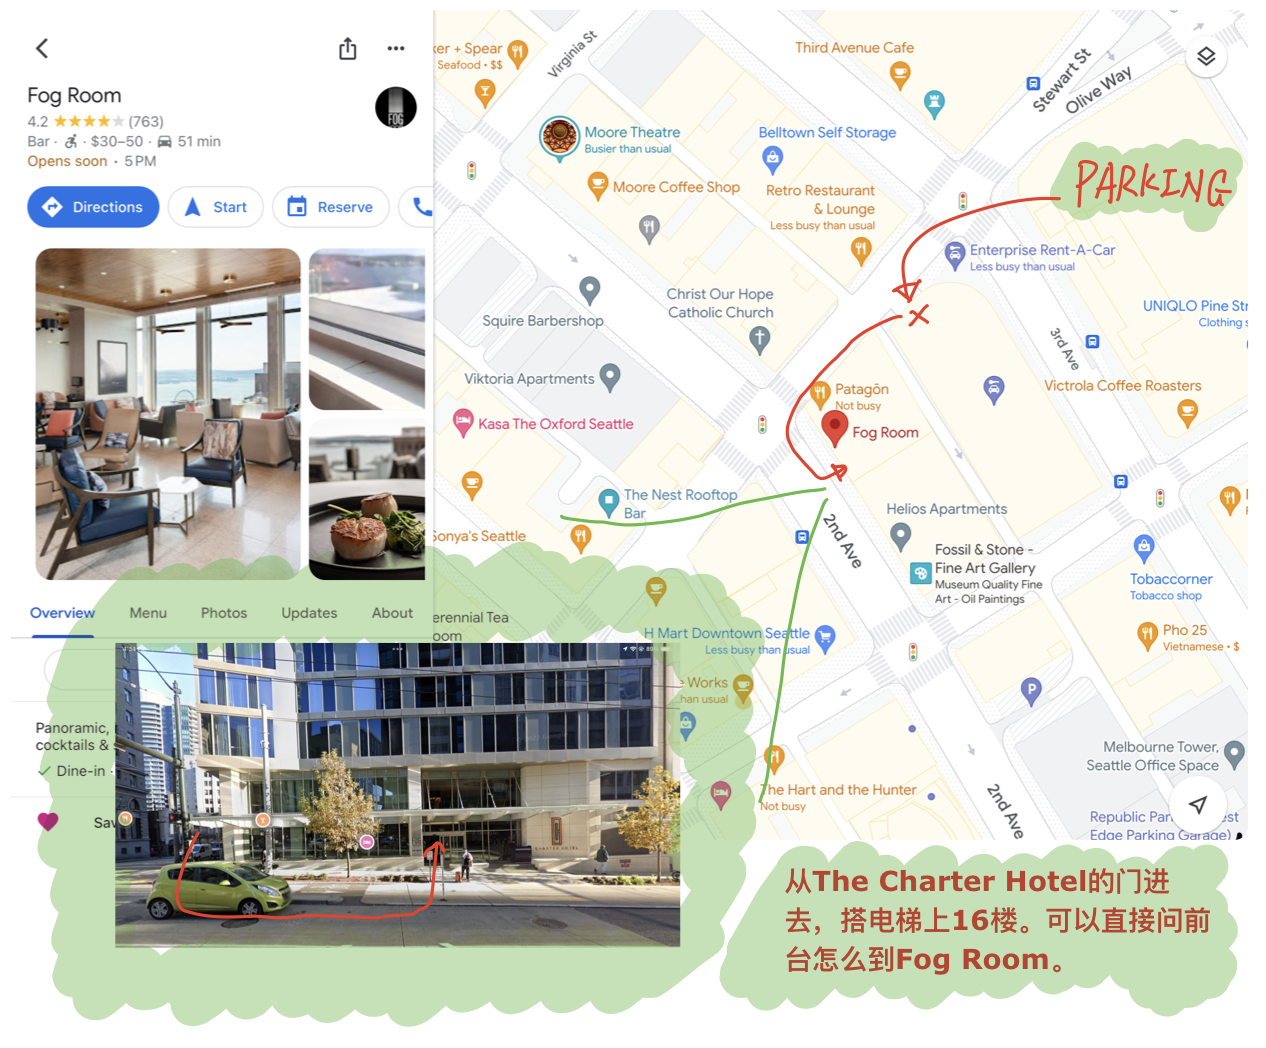 Fog Room
4.2 ★★★★★ (763)
Bar · $30–50 · 51 min
Opens soon · 5 PM
Directions
Start
Reserve
FOG
Overview
Menu
Photos
Updates
About
Panoramic,
cocktails &
Dine-in ·
Sav
ker + Spear
Seafood • $$
Virginia St
Third Avenue Cafe
Stewart St
Olive Way
Moore Theatre
Busier than usual
Belltown Self Storage
Moore Coffee Shop
Retro Restaurant
& Lounge
Less busy than usual
PARKING
Enterprise Rent-A-Car
Less busy than usual
Christ Our Hope
Catholic Church
Squire Barbershop
UNIQLO Pine Str
Clothing s
3rd Ave
Viktoria Apartments
Patagōn
Not busy
Victrola Coffee Roasters
Kasa The Oxford Seattle
Fog Room
The Nest Rooftop
Bar
Sonya's Seattle
2nd Ave
Helios Apartments
Fossil & Stone -
Fine Art Gallery
Museum Quality Fine
Art - Oil Paintings
Tobaccorner
Tobacco shop
erennial Tea
oom
H Mart Downtown Seattle
Less busy than usual
Pho 25
Vietnamese • $
e Works
han usual
P
Melbourne Tower,
Seattle Office Space
The Hart and the Hunter
Not busy
2nd Ave
Edge Parking Garage)
CHARTER HOTEL
从The Charter Hotel的门进
去，搭电梯上16楼。可以直接问前
台怎么到Fog Room。